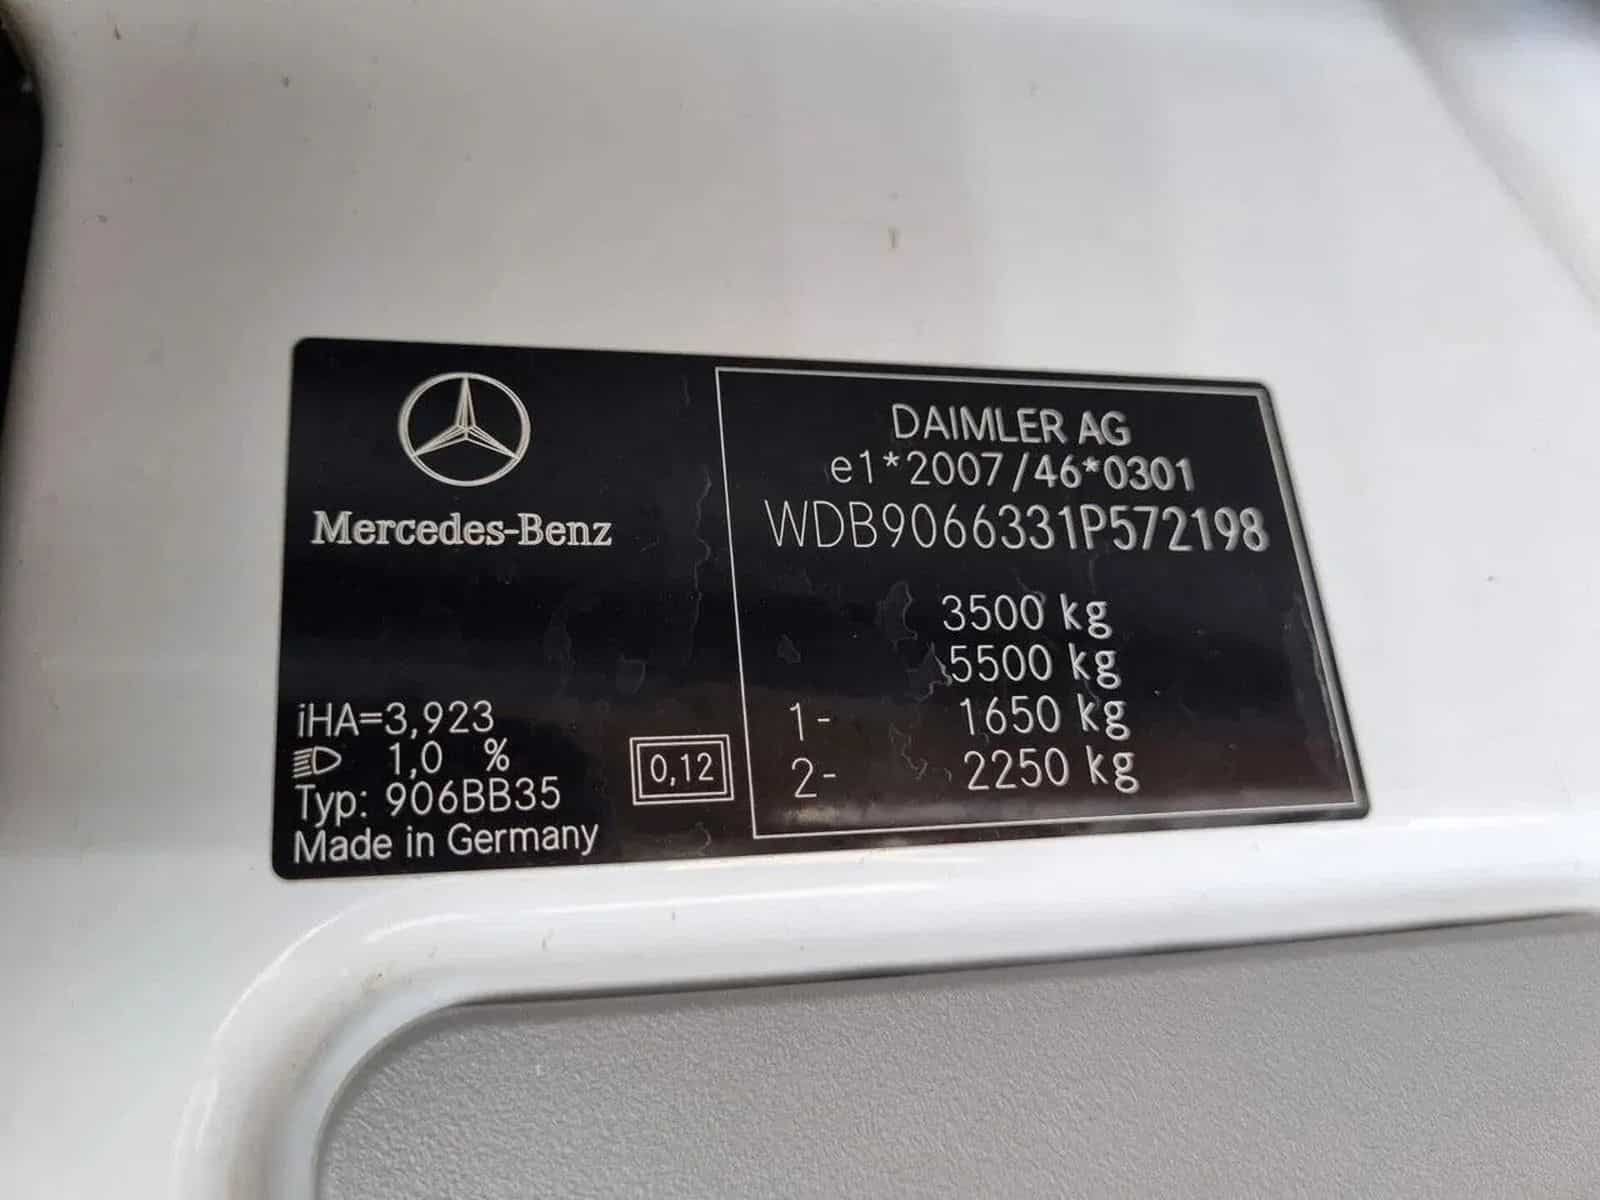 Mercedes-Benz
iHA=3,923
1,0 %
Typ: 906BB35
Made in Germany
0,12
DAIMLER AG
e1*2007/46*0301
WDB9066331P572198
3500 kg
5500 kg
1- 1650 kg
2- 2250 kg